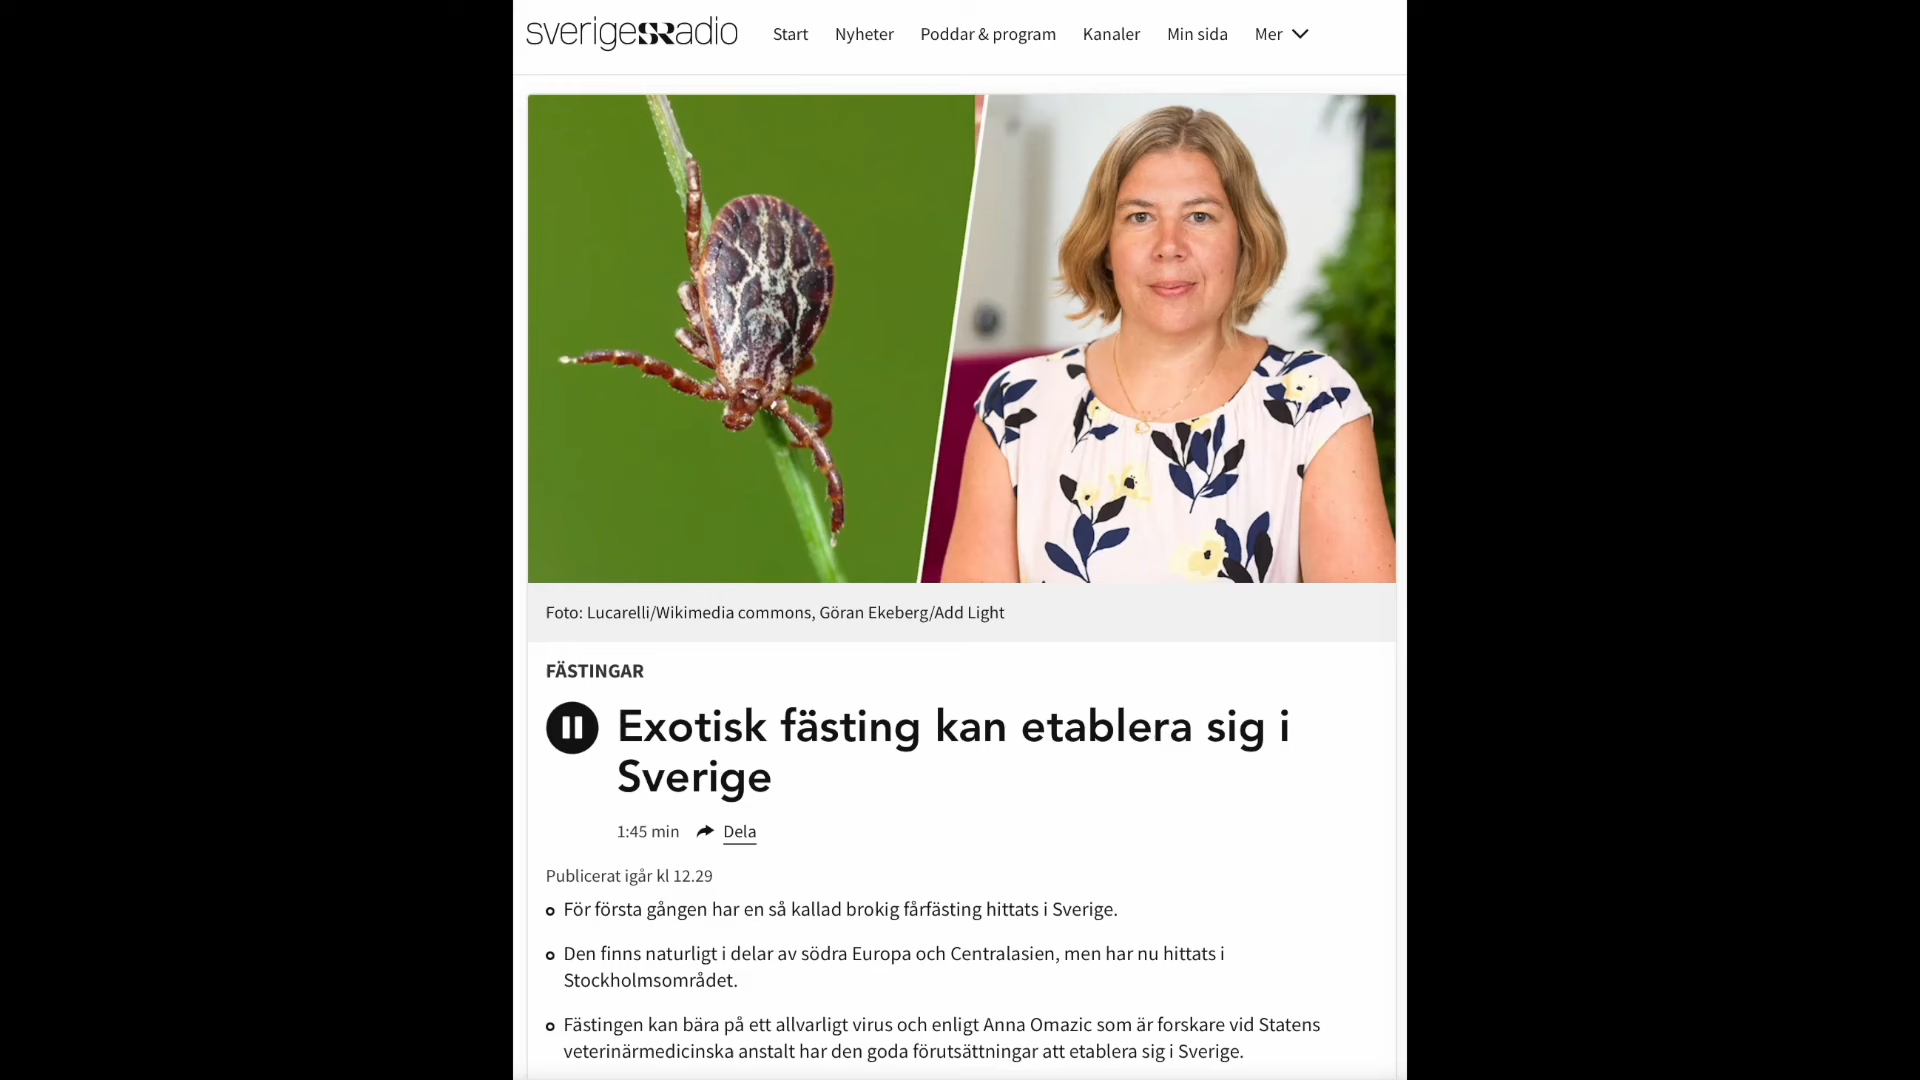 sverigesRadio
Start
Nyheter
Poddar & program
Kanaler
Min sida
Mer
Foto: Lucarelli/Wikimedia commons, Göran Ekeberg/Add Light
FÄSTINGAR
Exotisk fästing kan etablera sig i
Sverige
1:45 min
Dela
Publicerat igår kl 12.29
För första gången har en så kallad brokig fårfästing hittats i Sverige.
Den finns naturligt i delar av södra Europa och Centralasien, men har nu hittats i
Stockholmsområdet.
Fästingen kan bära på ett allvarligt virus och enligt Anna Omazic som är forskare vid Statens
veterinärmedicinska anstalt har den goda förutsättningar att etablera sig i Sverige.